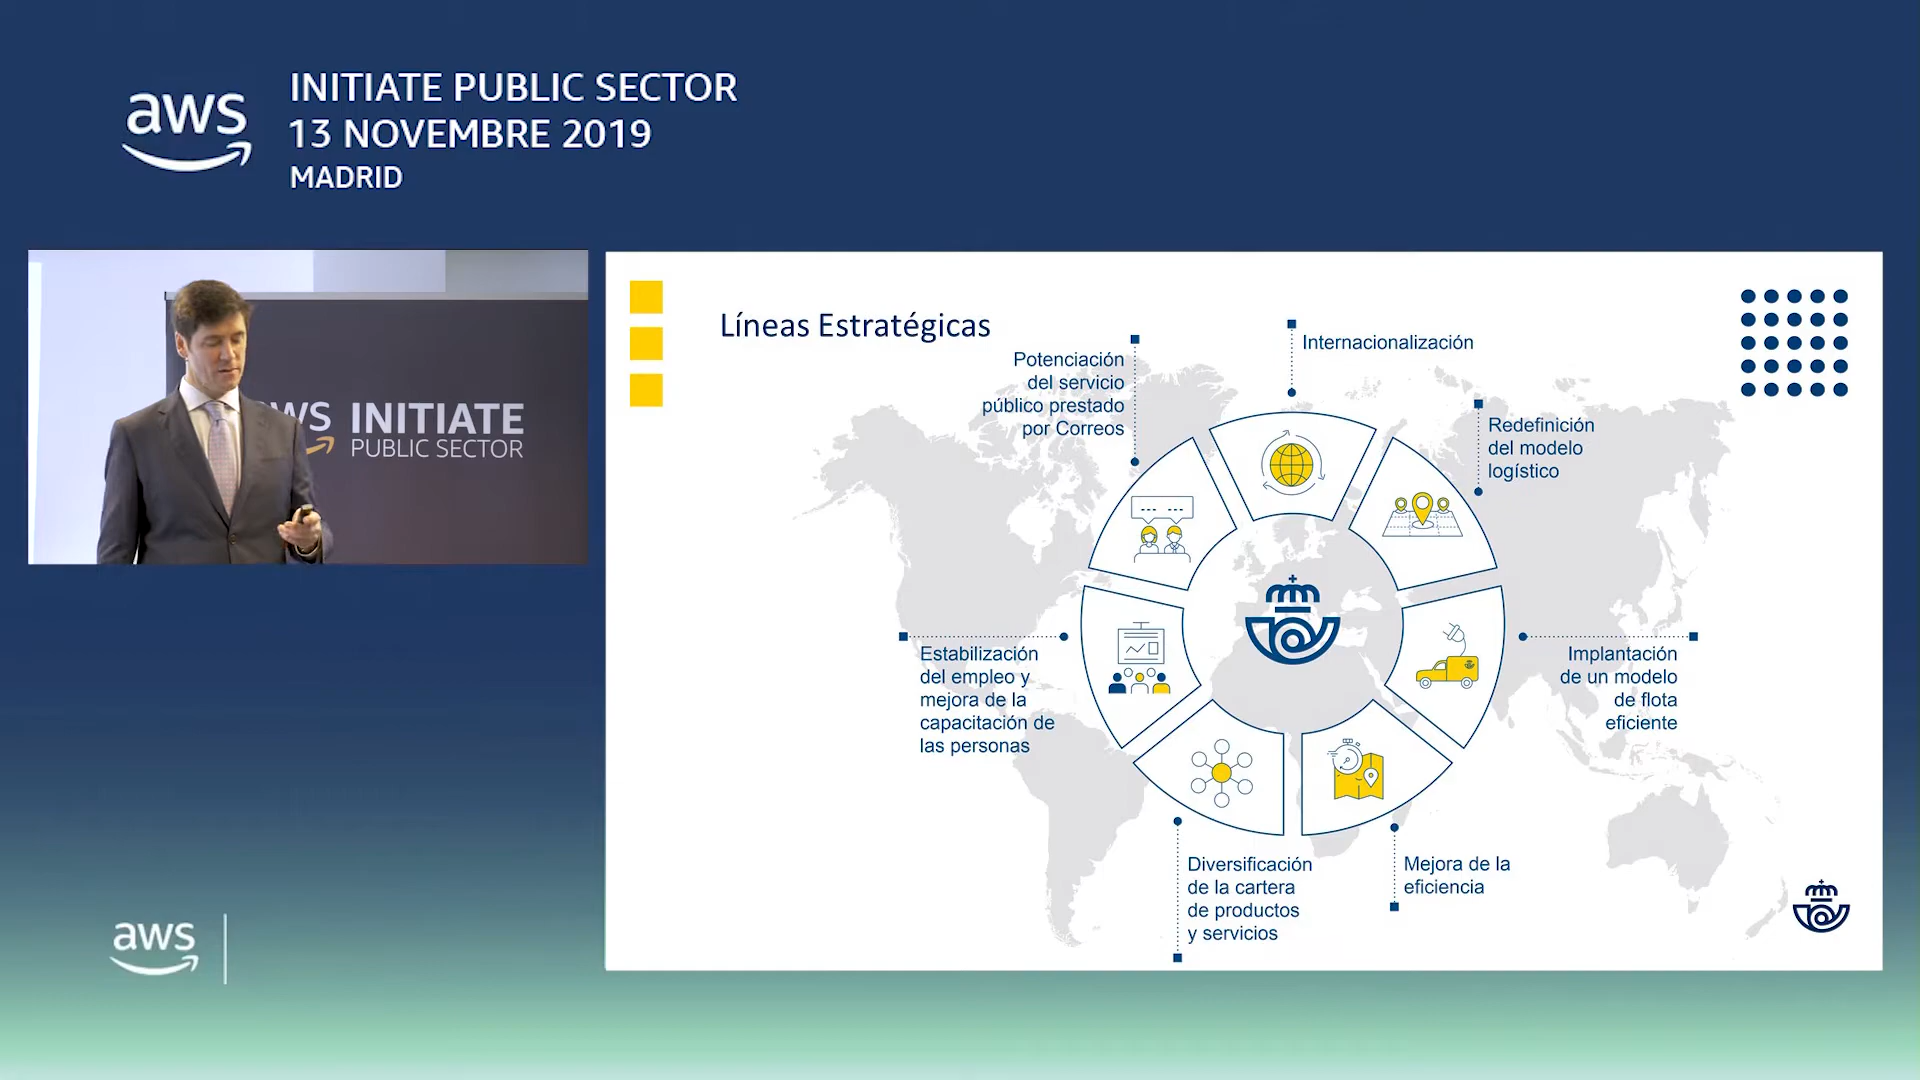 aws
INITIATE PUBLIC SECTOR
13 NOVEMBRE 2019
MADRID
WS INITIATE
PUBLIC SECTOR
Líneas Estratégicas
Potenciación
del servicio
público prestado
por Correos
Internacionalización
Redefinición
del modelo
logístico
Implantación
de un modelo
de flota
eficiente
Mejora de la
eficiencia
Diversificación
de la cartera
de productos
y servicios
Estabilización
del empleo y
mejora de la
capacitación de
las personas
aws